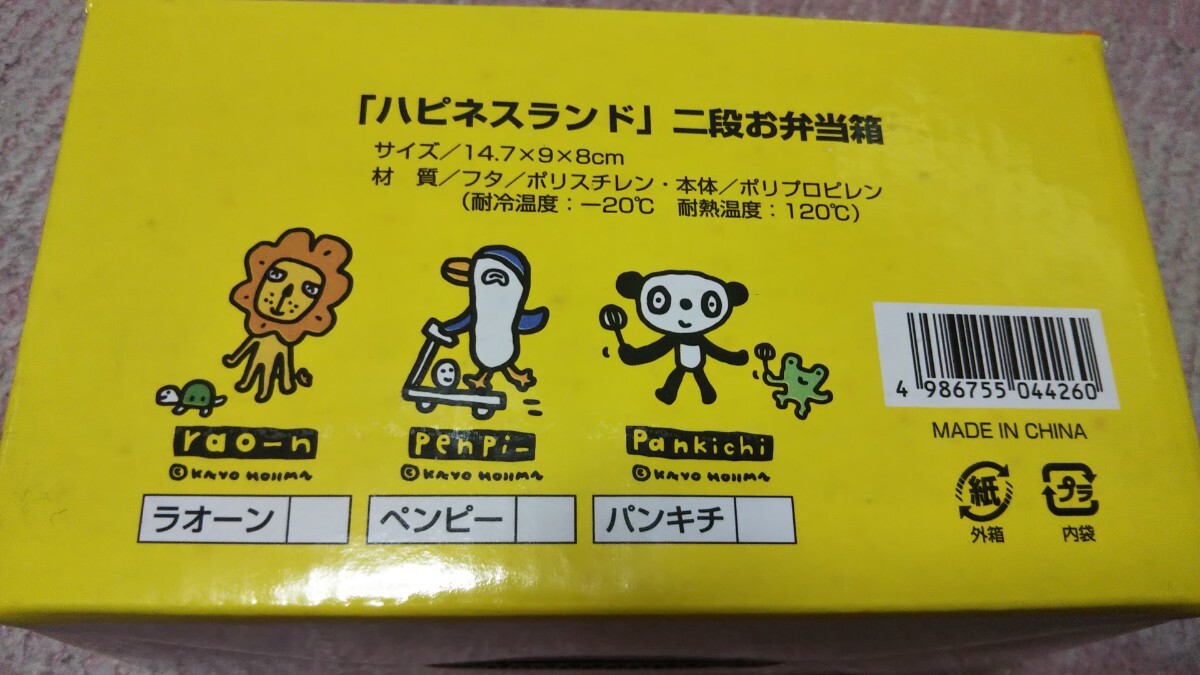 「ハピネスランド」二段お弁当箱
サイズ／14.7×9×8cm
材　質／フタ／ポリスチレン・本体／ポリプロピレン
（耐冷温度：－20℃　耐熱温度：120℃）
rao-n
© KAYO HOJIMA
ラオーン
PenPi-
© KAYO HOJIMA
ペンピー
Pankichi
© KAYO HOJIMA
パンキチ
4 986755 044260
MADE IN CHINA
紙
外箱
プラ
内袋